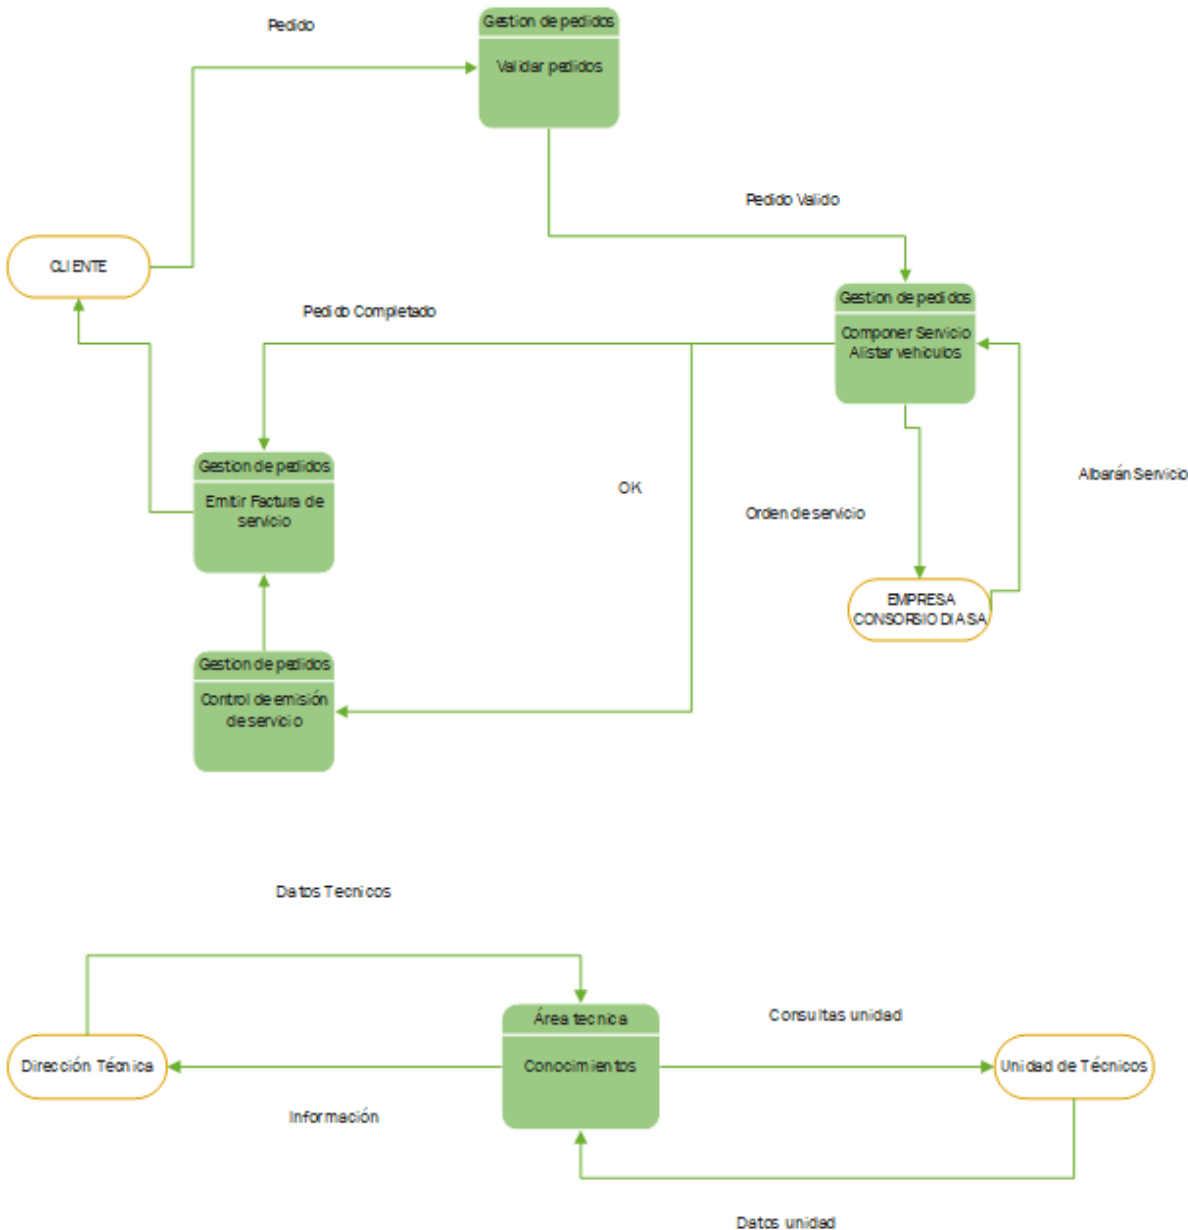 Pedido
Gestion de pedidos
Validar pedidos
Pedido Valido
CLIENTE
Gestion de pedidos
Componer Servicio
Alistar vehiculos
Pedido Completado
Gestion de pedidos
Emitir Factura de
servicio
OK
Orden de servicio
Albarán Servicio
EMPRESA
CONSORSIO DIASA
Gestion de pedidos
Control de emisión
de servicio
Datos Tecnicos
Área tecnica
Conocimientos
Consultas unidad
Dirección Técnica
Unidad de Técnicos
Información
Datos unidad